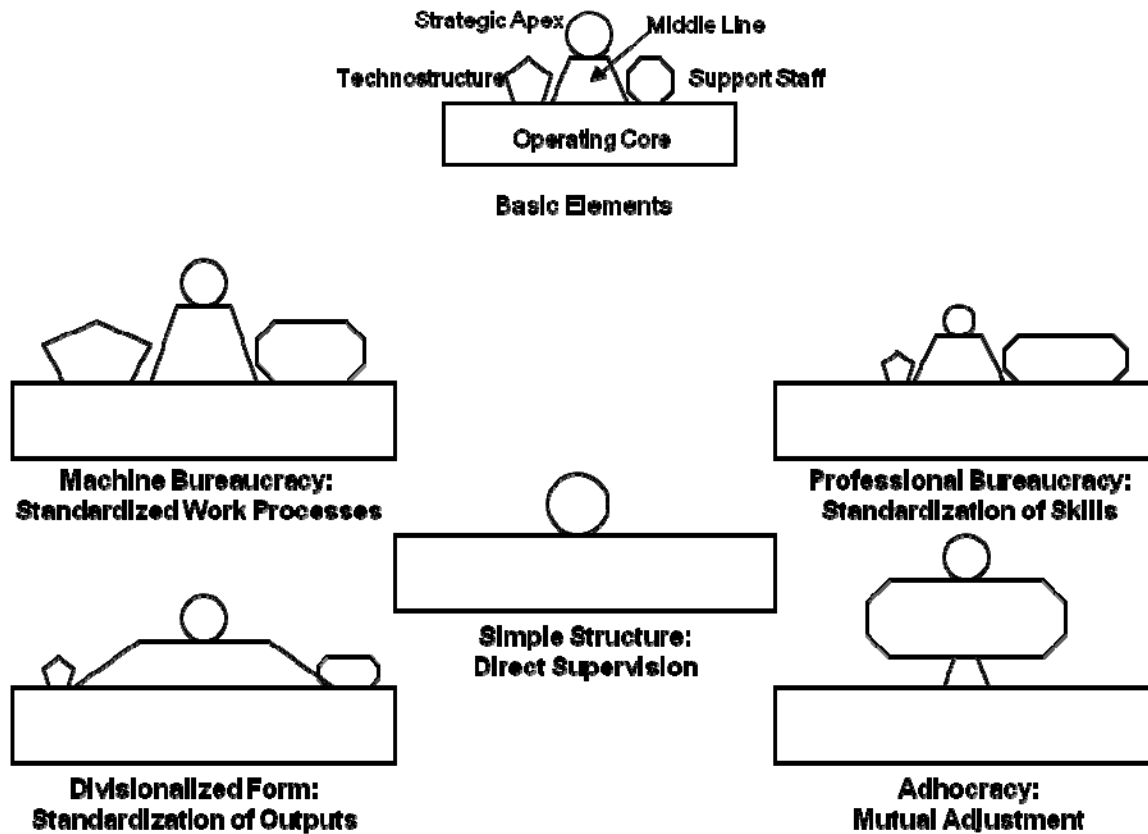 Strategic Apex
Middle Line
Technostructure
Support Staff
Operating Core
Basic Elements
Machine Bureaucracy:
Standardized Work Processes
Professional Bureaucracy:
Standardization of Skills
Simple Structure:
Direct Supervision
Divisionalized Form:
Standardization of Outputs
Adhocracy:
Mutual Adjustment